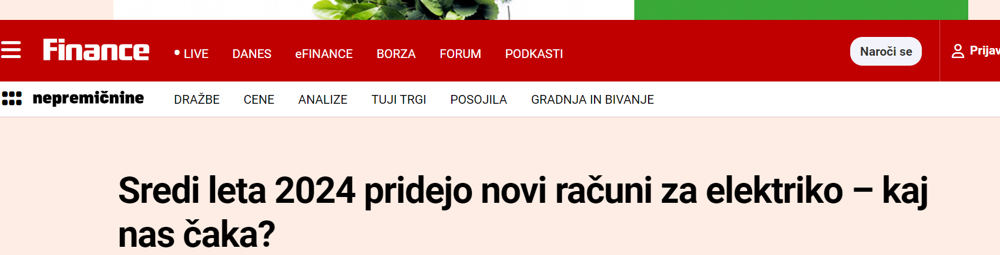 Finance
• LIVE DANES eFINANCE BORZA FORUM PODKASTI
Naroči se
Prijav
nepremičnine
DRAŽBE CENE ANALIZE TUJI TRGI POSOJILA GRADNJA IN BIVANJE
Sredi leta 2024 pridejo novi računi za elektriko – kaj
nas čaka?